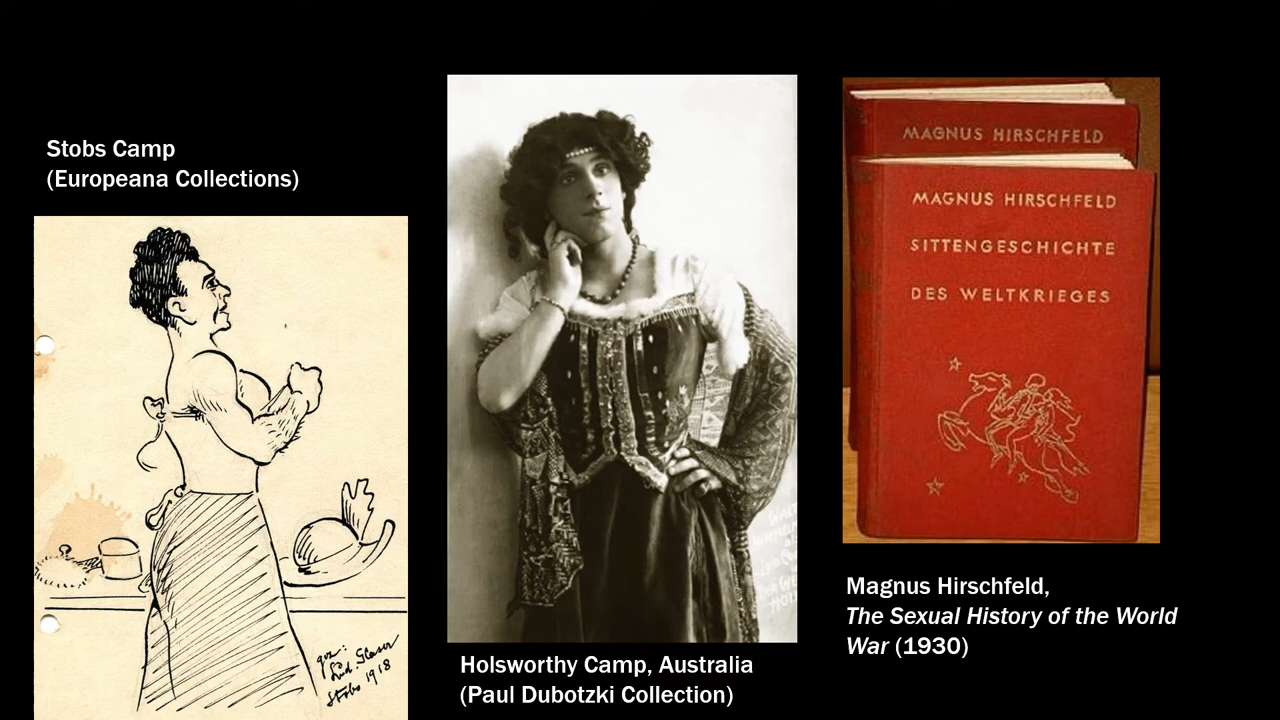 Stobs Camp
(Europeana Collections)
gez:
Stobs 1918
Holsworthy Camp, Australia
(Paul Dubotzki Collection)
MAGNUS HIRSCHFELD
MAGNUS HIRSCHFELD
SITTENGESCHICHTE
DES WELTKRIEGES
Magnus Hirschfeld,
The Sexual History of the World
War (1930)